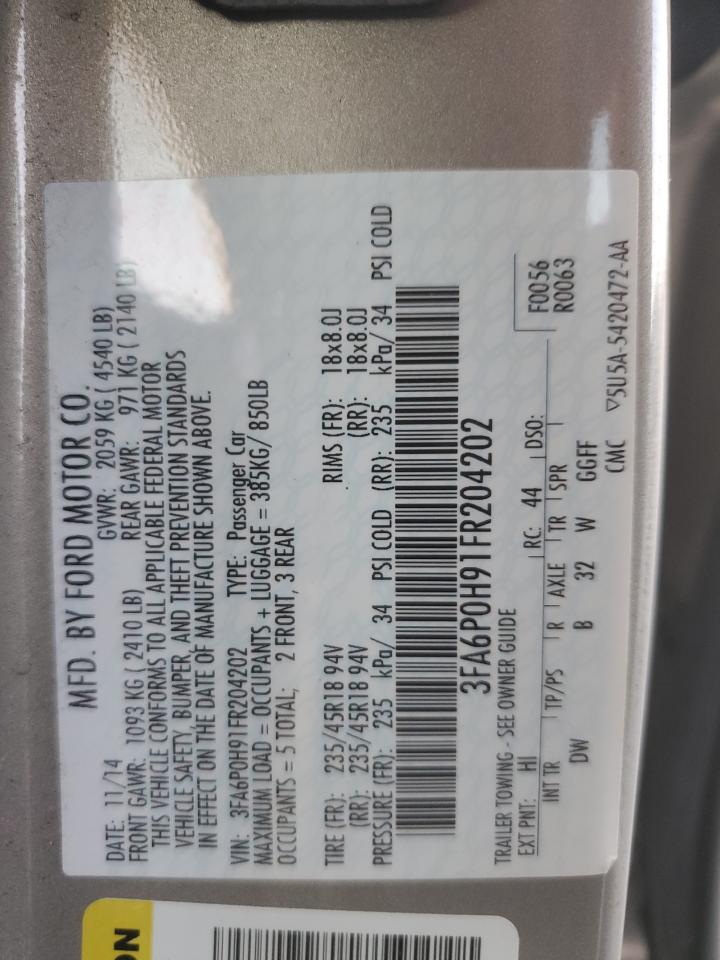 MFD. BY FORD MOTOR CO.
DATE: 11/14 GVWR: 2059 KG ( 4540 LB)
FRONT GAWR: 1093 KG ( 2410 LB) REAR GAWR: 971 KG ( 2140 LB)
THIS VEHICLE CONFORMS TO ALL APPLICABLE FEDERAL MOTOR
VEHICLE SAFETY, BUMPER, AND THEFT PREVENTION STANDARDS
IN EFFECT ON THE DATE OF MANUFACTURE SHOWN ABOVE.
VIN: 3FA6P0H91FR204202 TYPE: Passenger Car
MAXIMUM LOAD = OCCUPANTS + LUGGAGE = 385KG/ 850LB
OCCUPANTS = 5 TOTAL; 2 FRONT, 3 REAR
TIRE (FR): 235/45R18 94V RIMS (FR): 18x8.0J
(RR): 235/45R18 94V (RR): 18x8.0J
PRESSURE (FR): 235 kPa/ 34 PSI COLD (RR): 235 kPa/ 34 PSI COLD
3FA6P0H91FR204202
TRAILER TOWING - SEE OWNER GUIDE
F0056
R0063
EXT PNT: HI RC: 44 DSO:
INT TR TP/PS R AXLE TR SPR
DW B 32 W GGFF
CMC ▽5U5A-5420472-AA
ON